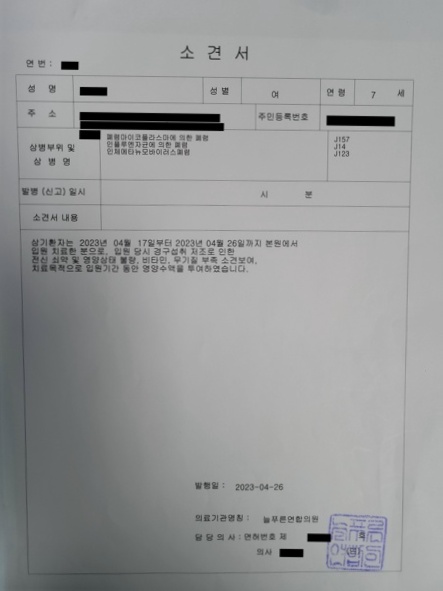 소 견 서
연 번 :
성 명 성 별 여 연 령 7 세
주 소 주민등록번호
상병부위 및
상 병 명
폐렴마이코플라스마에 의한 폐렴 J157
인플루엔자균에 의한 폐렴 J14
인체메타뉴모바이러스폐렴 J123
발병 (신고) 일시 시 분
소견서 내용
상기환자는 2023년 04월 17일부터 2023년 04월 26일까지 본원에서
입원 치료한 분으로, 입원 당시 경구섭취 저조로 인한
전신 쇠약 및 영양상태 불량, 비타민, 무기질 부족 소견보여,
치료목적으로 입원기간 동안 영양수액을 투여하였습니다.
발행일 : 2023-04-26
의료기관명칭 : 늘푸른연합의원
담 당 의 사 : 면허번호 제 호
의사 (인)